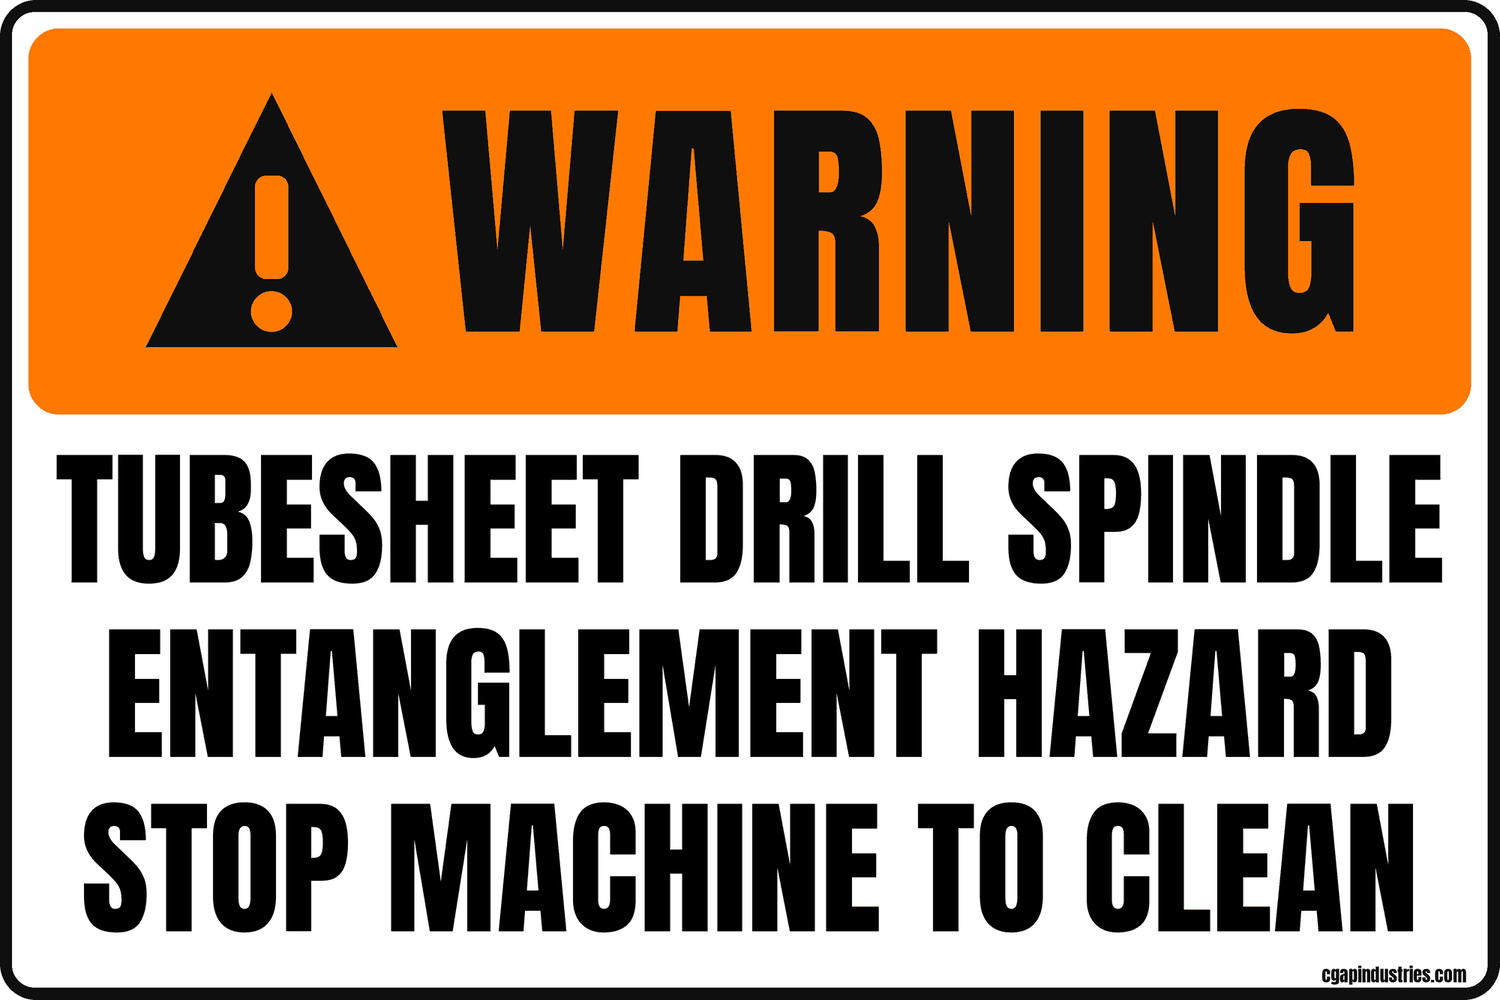 WARNING
TUBESHEET DRILL SPINDLE
ENTANGLEMENT HAZARD
STOP MACHINE TO CLEAN
cgapindustries.com